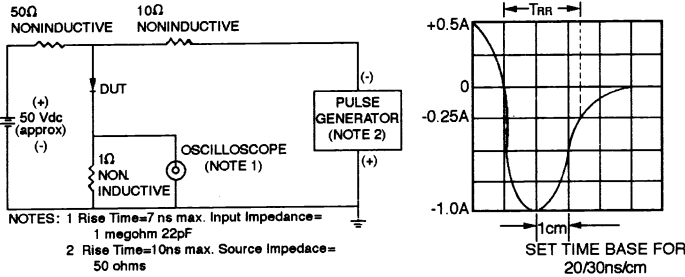 50Ω
NONINDUCTIVE
10Ω
NONINDUCTIVE
DUT
(+)
50 Vdc
(approx)
(-)
1Ω
NON.
INDUCTIVE
OSCILLOSCOPE
(NOTE 1)
(-)
PULSE
GENERATOR
(NOTE 2)
(+)
NOTES: 1 Rise Time=7 ns max. Input Impedance=
1 megohm 22pF
2 Rise Time=10ns max. Source Impedace=
50 ohms
TRR
+0.5A
0
-0.25A
-1.0A
1cm
SET TIME BASE FOR
20/30ns/cm